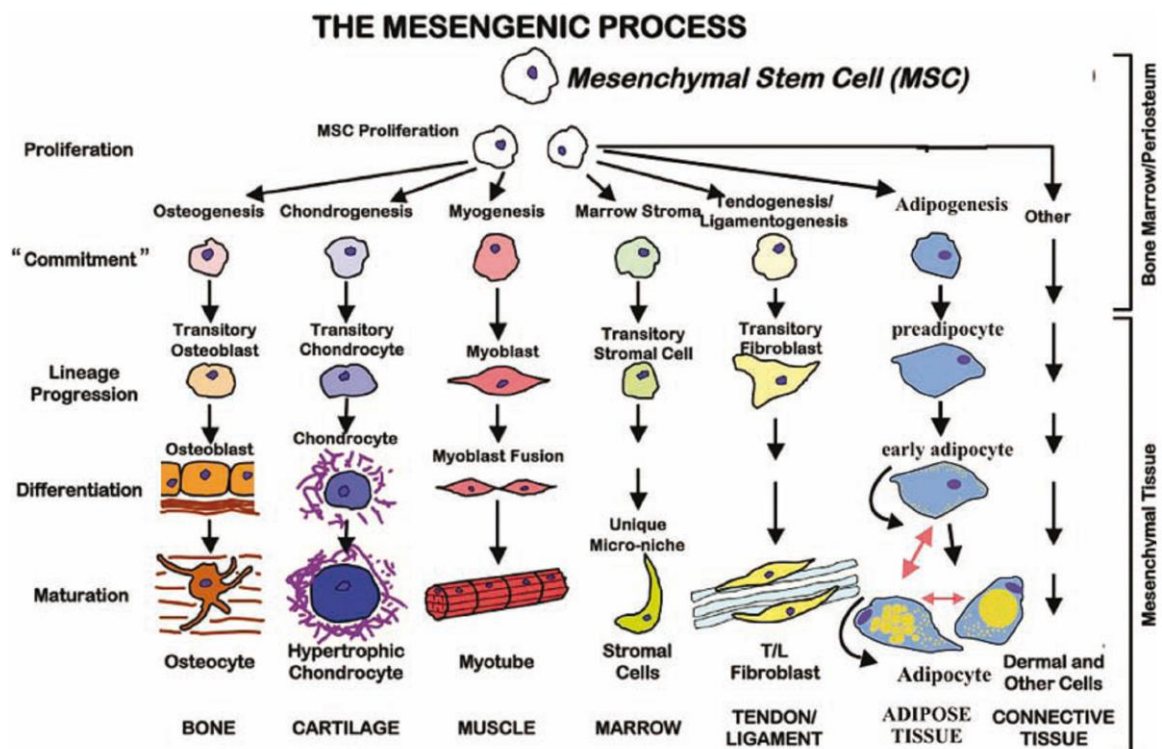 THE MESENGENIC PROCESS
Mesenchymal Stem Cell (MSC)
MSC Proliferation
Proliferation
Osteogenesis
Chondrogenesis
Myogenesis
Marrow Stroma
Tendogenesis/
Ligamentogenesis
Adipogenesis
Other
"Commitment"
Bone Marrow/Periosteum
Transitory
Osteoblast
Transitory
Chondrocyte
Myoblast
Transitory
Stromal Cell
Transitory
Fibroblast
preadipocyte
Lineage
Progression
Osteoblast
Chondrocyte
Myoblast Fusion
early adipocyte
Differentiation
Unique
Micro-niche
Maturation
Mesenchymal Tissue
Osteocyte
Hypertrophic
Chondrocyte
Myotube
Stromal
Cells
T/L
Fibroblast
Adipocyte
Dermal and
Other Cells
BONE
CARTILAGE
MUSCLE
MARROW
TENDON/
LIGAMENT
ADIPOSE
TISSUE
CONNECTIVE
TISSUE